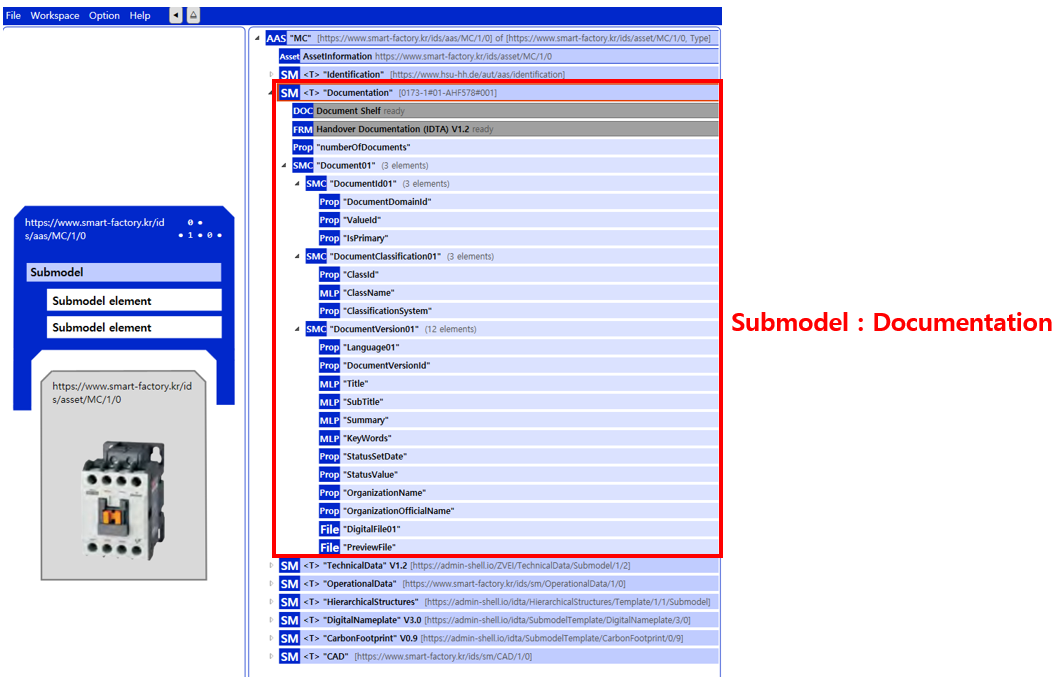 File Workspace Option Help
https://www.smart-factory.kr/id
s/aas/MC/1/0
Submodel
Submodel element
Submodel element
https://www.smart-factory.kr/id
s/asset/MC/1/0
AAS "MC" [https://www.smart-factory.kr/ids/aas/MC/1/0] of [https://www.smart-factory.kr/ids/asset/MC/1/0, Type]
Asset AssetInformation https://www.smart-factory.kr/ids/asset/MC/1/0
SM <T> "Identification" [https://www.hsu-hh.de/aut/aas/identification]
SM <T> "Documentation" [0173-1#01-AHF578#001]
DOC Document Shelf ready
FRM Handover Documentation (IDTA) V1.2 ready
Prop "numberOfDocuments"
SMC "Document01" (3 elements)
SMC "DocumentId01" (3 elements)
Prop "DocumentDomainId"
Prop "ValueId"
Prop "IsPrimary"
SMC "DocumentClassification01" (3 elements)
Prop "ClassId"
MLP "ClassName"
Prop "ClassificationSystem"
SMC "DocumentVersion01" (12 elements)
Prop "Language01"
Prop "DocumentVersionId"
MLP "Title"
MLP "SubTitle"
MLP "Summary"
MLP "KeyWords"
Prop "StatusSetDate"
Prop "StatusValue"
Prop "OrganizationName"
Prop "OrganizationOfficialName"
File "DigitalFile01"
File "PreviewFile"
SM <T> "TechnicalData" V1.2 [https://admin-shell.io/ZVEI/TechnicalData/Submodel/1/2]
SM <T> "OperationalData" [https://www.smart-factory.kr/ids/sm/OperationalData/1/0]
SM <T> "HierarchicalStructures" [https://admin-shell.io/idta/HierarchicalStructures/Template/1/1/Submodel]
SM <T> "DigitalNameplate" V3.0 [https://admin-shell.io/idta/SubmodelTemplate/DigitalNameplate/3/0]
SM <T> "CarbonFootprint" V0.9 [https://admin-shell.io/idta/SubmodelTemplate/CarbonFootprint/0/9]
SM <T> "CAD" [https://www.smart-factory.kr/ids/sm/CAD/1/0]
Submodel : Documentation